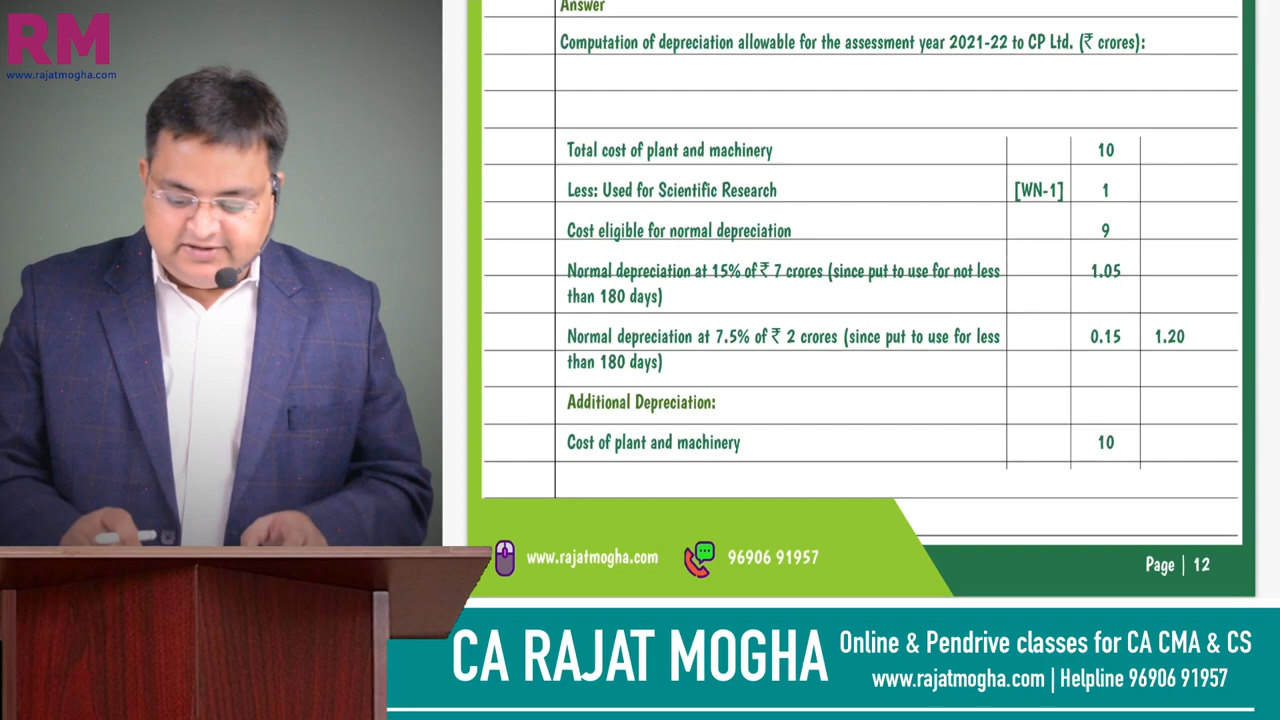 RM
www.rajatmogha.com
Answer
Computation of depreciation allowable for the assessment year 2021-22 to CP Ltd. (₹ crores):
Total cost of plant and machinery 10
Less: Used for Scientific Research [WN-1] 1
Cost eligible for normal depreciation 9
Normal depreciation at 15% of ₹ 7 crores (since put to use for not less 1.05
than 180 days)
Normal depreciation at 7.5% of ₹ 2 crores (since put to use for less 0.15 1.20
than 180 days)
Additional Depreciation:
Cost of plant and machinery 10
www.rajatmogha.com 96906 91957
Page | 12
CA RAJAT MOGHA
Online & Pendrive classes for CA CMA & CS
www.rajatmogha.com | Helpline 96906 91957